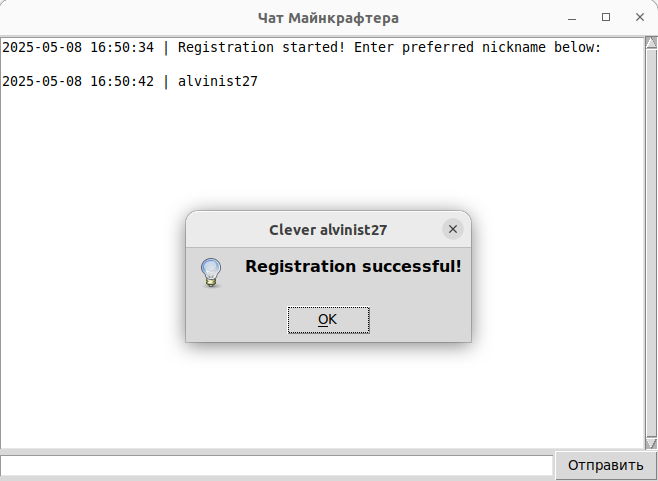 Чат Майнкрафтера
2025-05-08 16:50:34 | Registration started! Enter preferred nickname below:
2025-05-08 16:50:42 | alvinist27
Clever alvinist27
Registration successful!
OK
Отправить